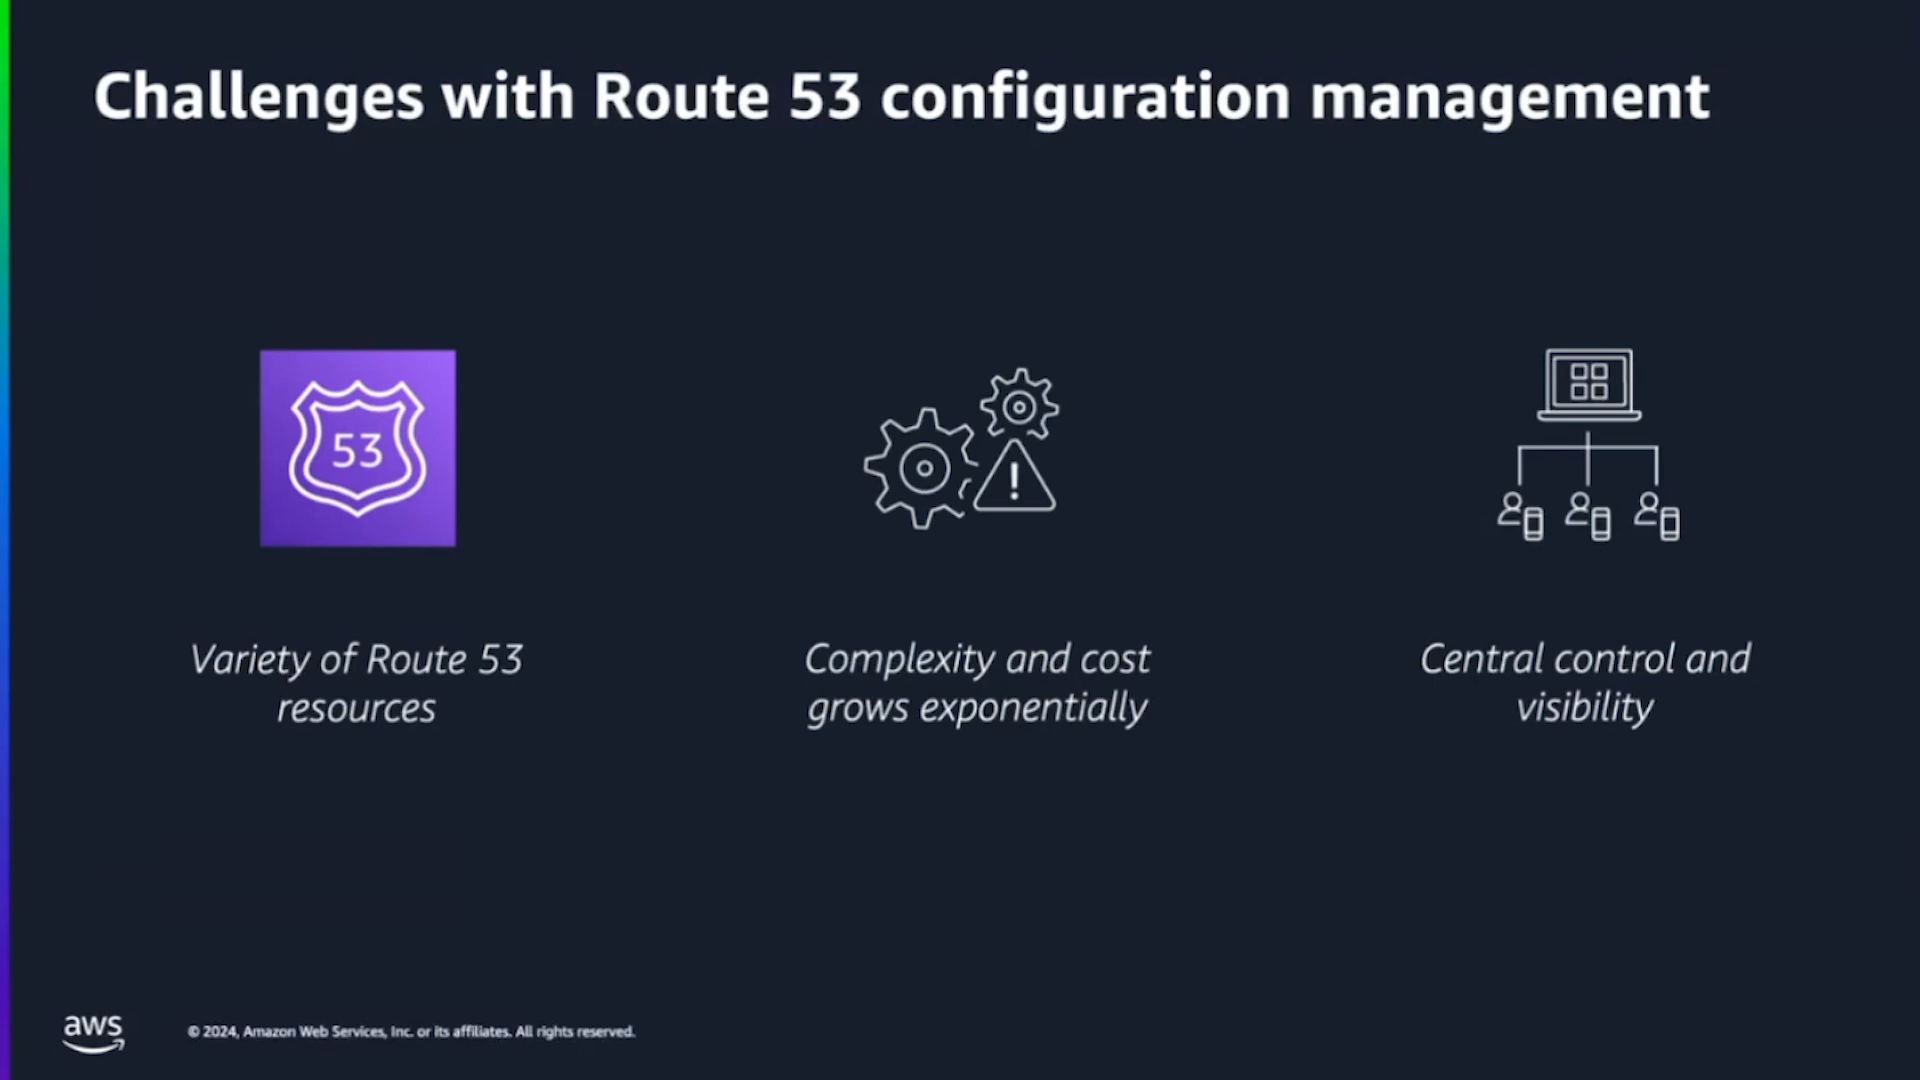 Challenges with Route 53 configuration management
53
!
Variety of Route 53
resources
Complexity and cost
grows exponentially
Central control and
visibility
aws
© 2024, Amazon Web Services, Inc. or its affiliates. All rights reserved.